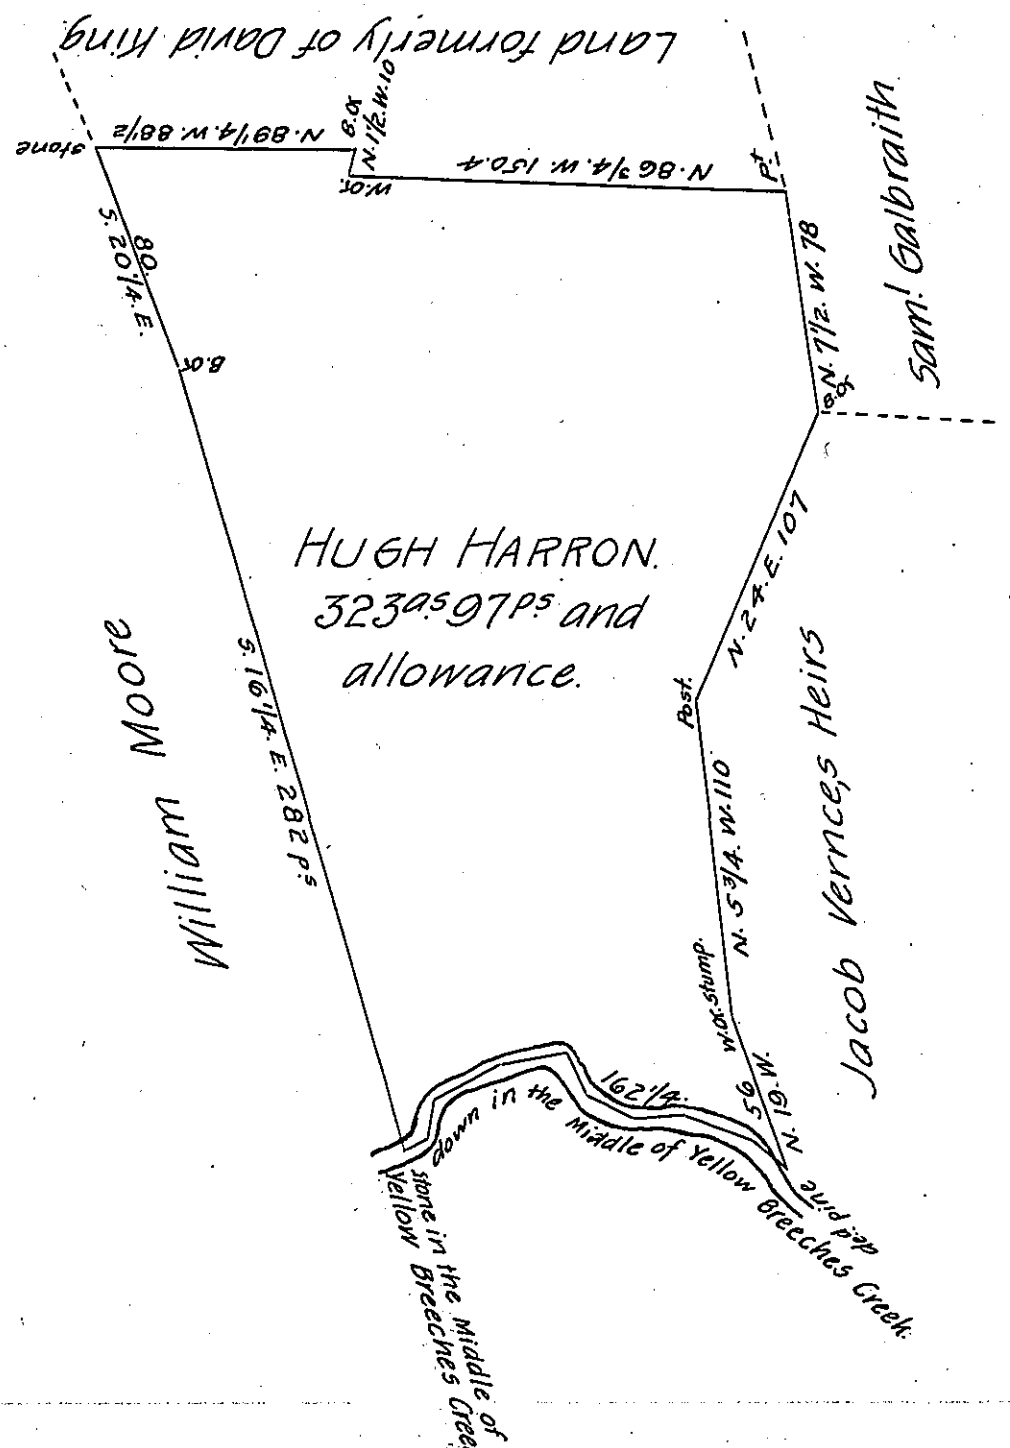 Land formerly of David King
stone
N. 89 1/4. W. 88 1/2
B.O.
N. 1 1/2. W. 10
W.O.
N. 86 3/4. W. 150.4
P.t
N. 7 1/2. W. 78
Sam.l Galbraith
S. 20 1/4. E.
80.
B.O.
B.O.
N. 24. E. 107
HUGH HARRON.
323as. 97ps. and
allowance.
William Moore
S. 16 1/4. E. 282 p.s
Post.
N. 5 3/4. W. 110
Jacob Vernces, Heirs
W.O. Stump.
N. 19. W.
56
162 1/4.
down in the Middle of Yellow Breeches Creek.
ded pine
stone in the Middle of
Yellow Breeches Cree